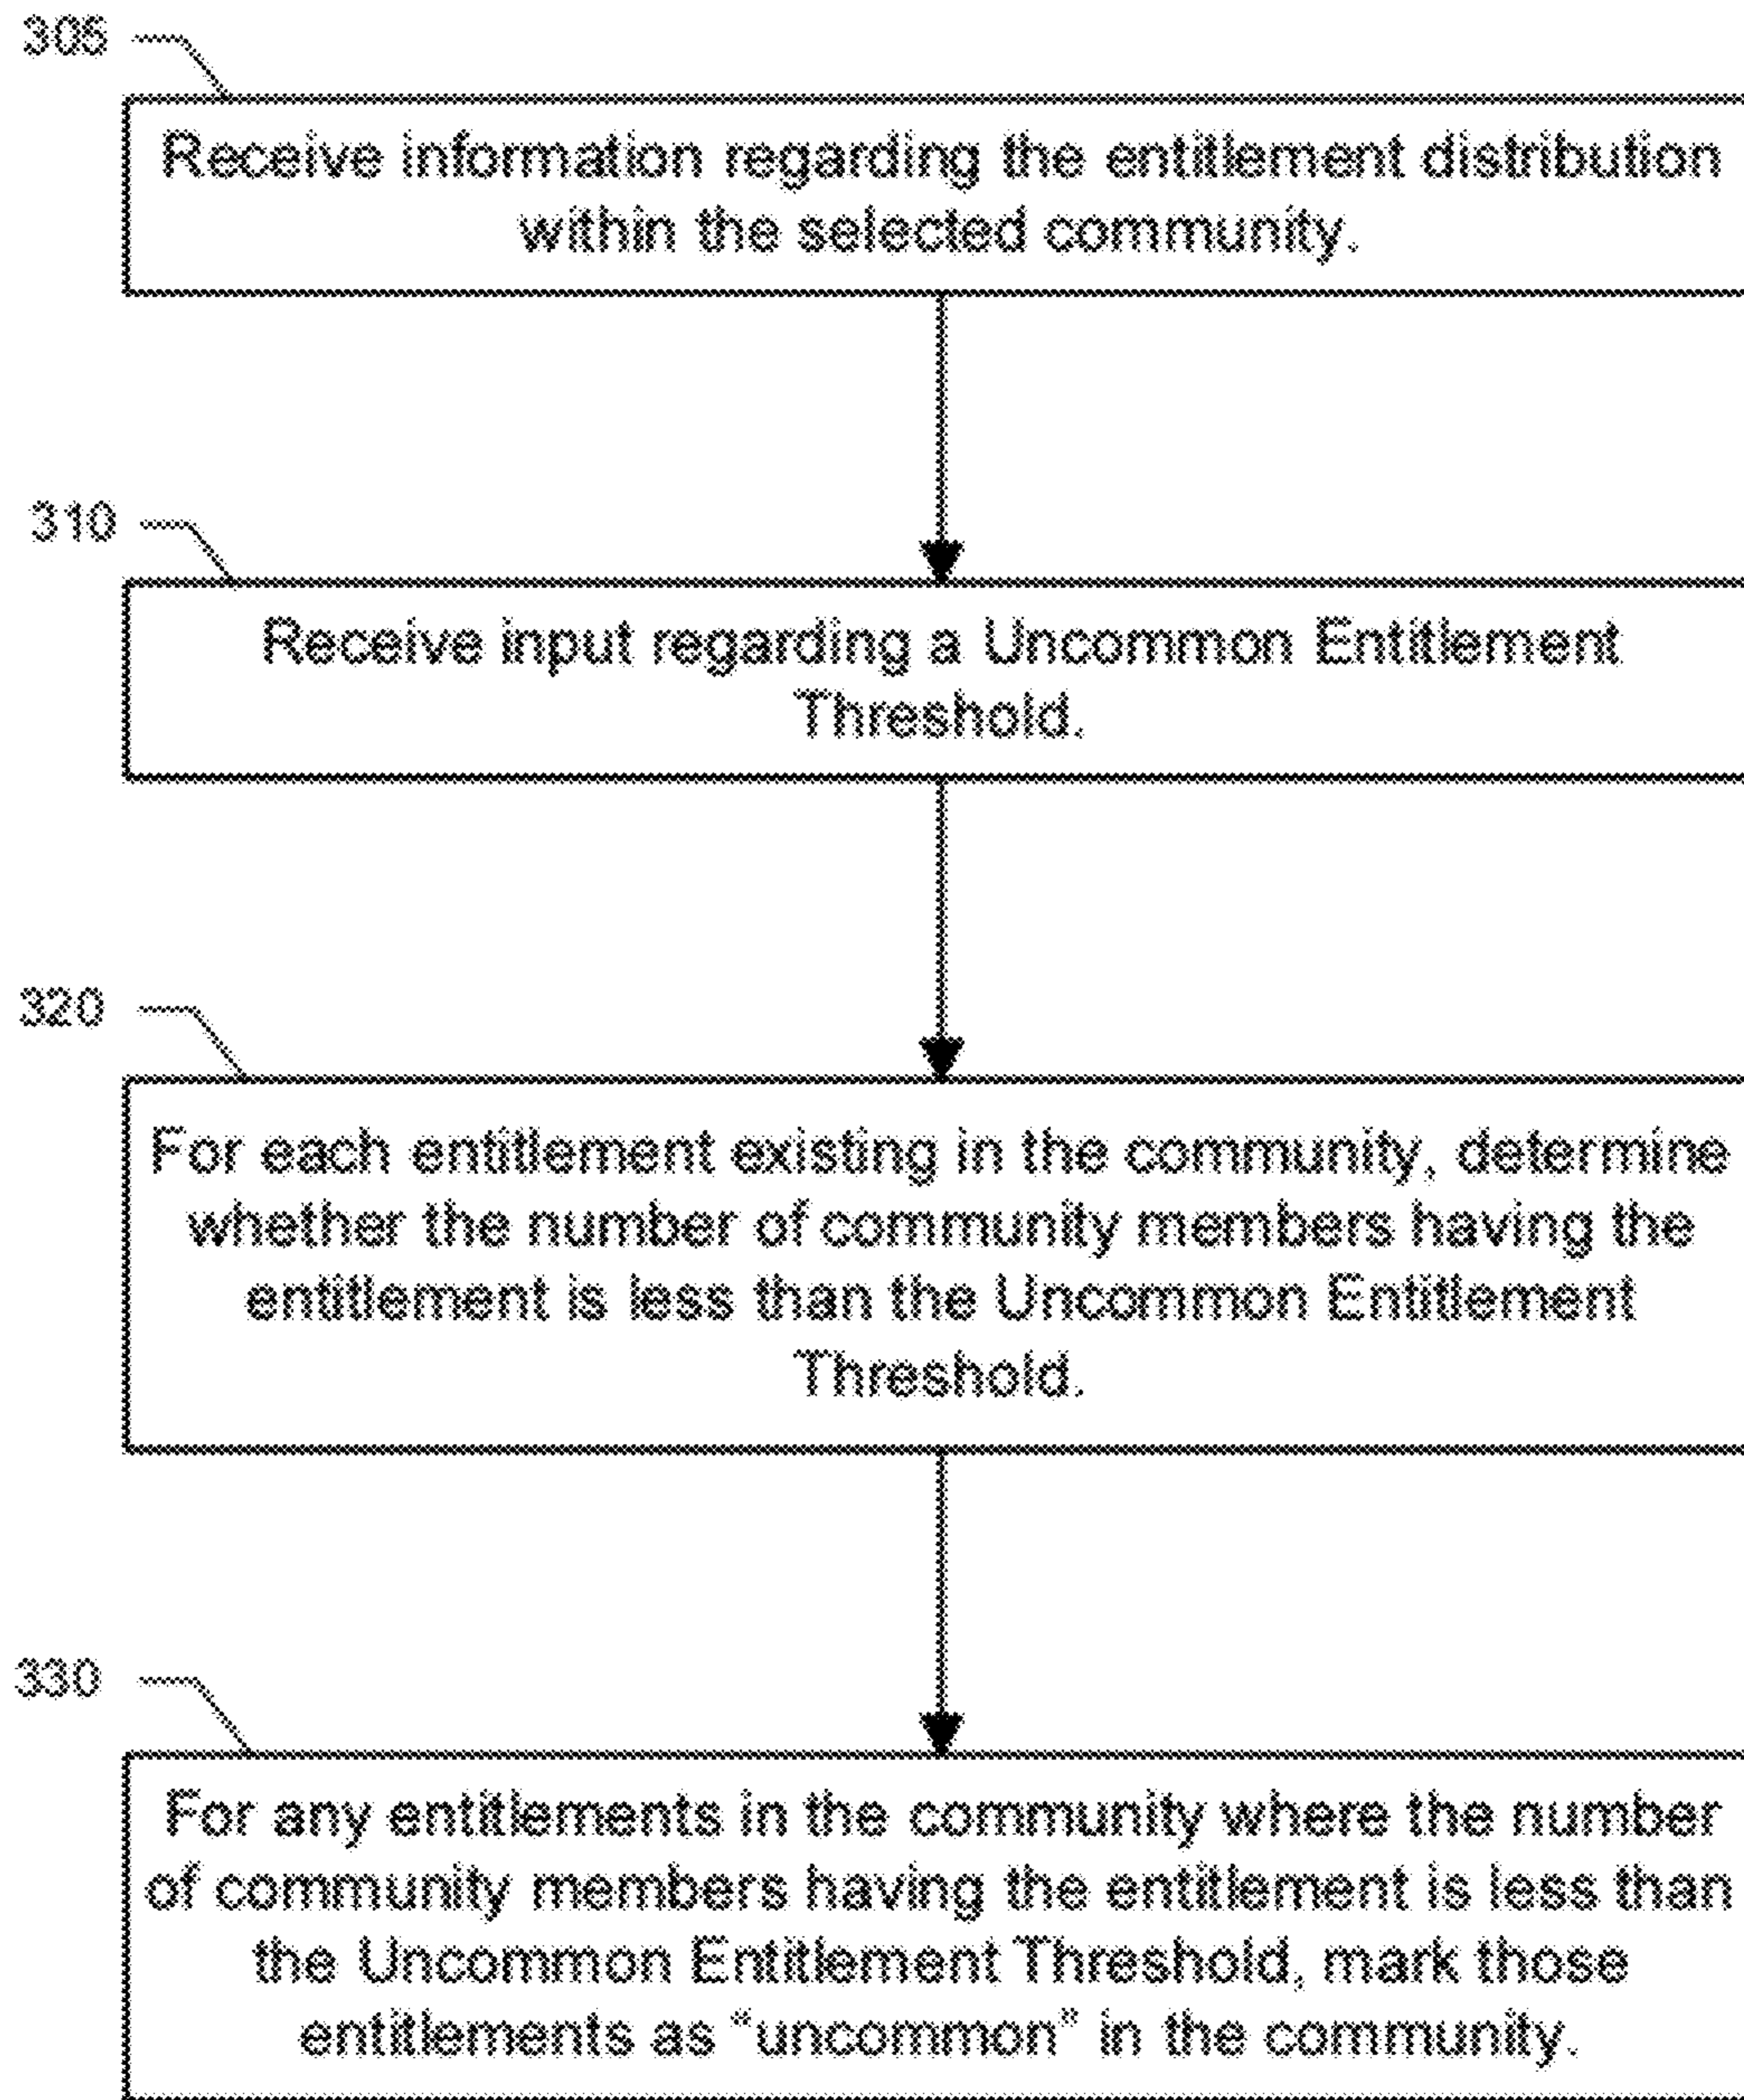 305
Receive information regarding the entitlement distribution
within the selected community.
310
Receive input regarding a Uncommon Entitlement
Threshold.
320
For each entitlement existing in the community, determine
whether the number of community members having the
entitlement is less than the Uncommon Entitlement
Threshold.
330
For any entitlements in the community where the number
of community members having the entitlement is less than
the Uncommon Entitlement Threshold, mark those
entitlements as “uncommon” in the community.